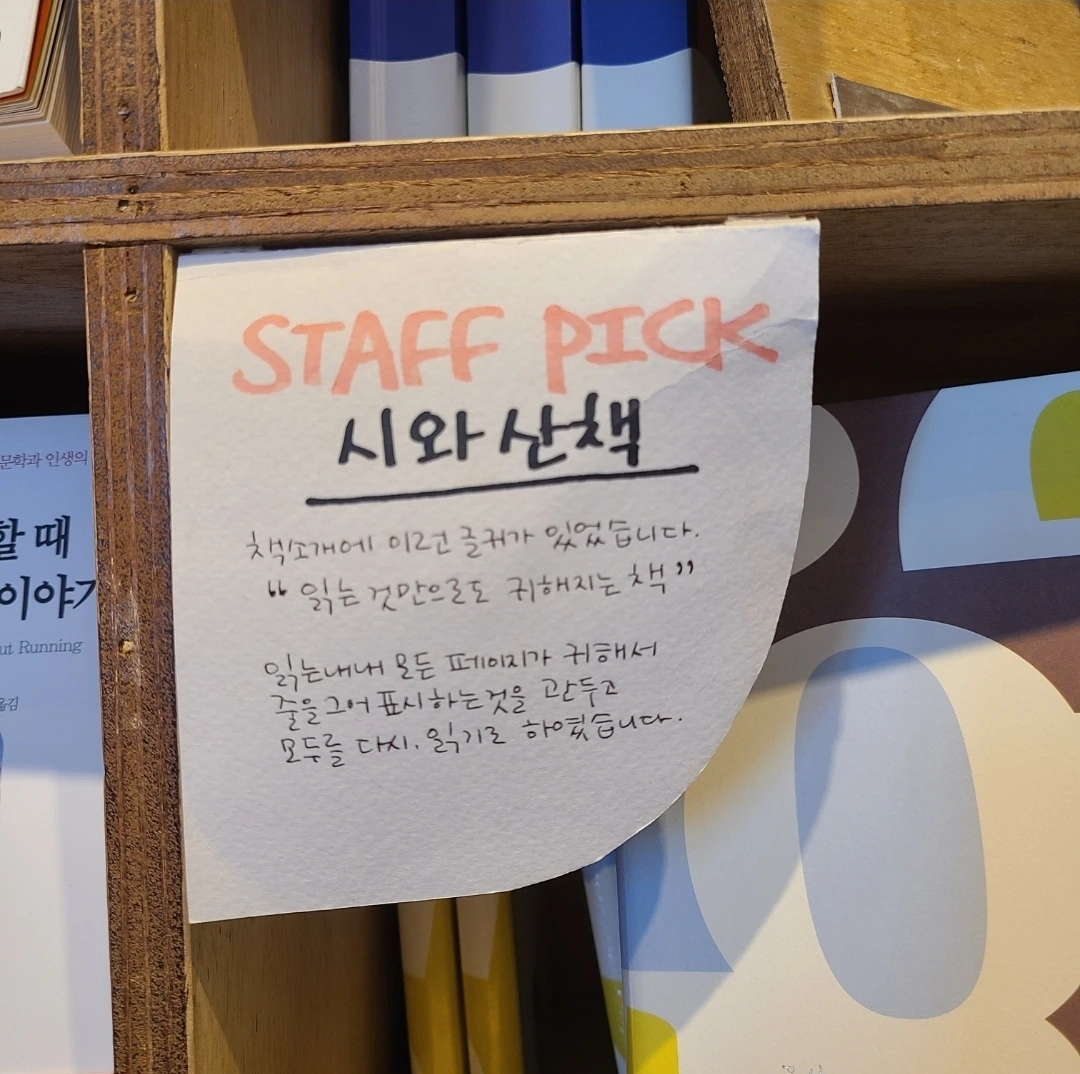 STAFF PICK
시와 산책
책소개에 이런 글귀가 있었습니다.
“ 읽는 것만으로도 귀해지는 책 ”
읽는내내 모든 페이지가 귀해서
줄을 그어 표시하는것을 관두고
모두를 다시. 읽기로 하였습니다.
문학과 인생의
할 때
이야기
ut Running
옮김